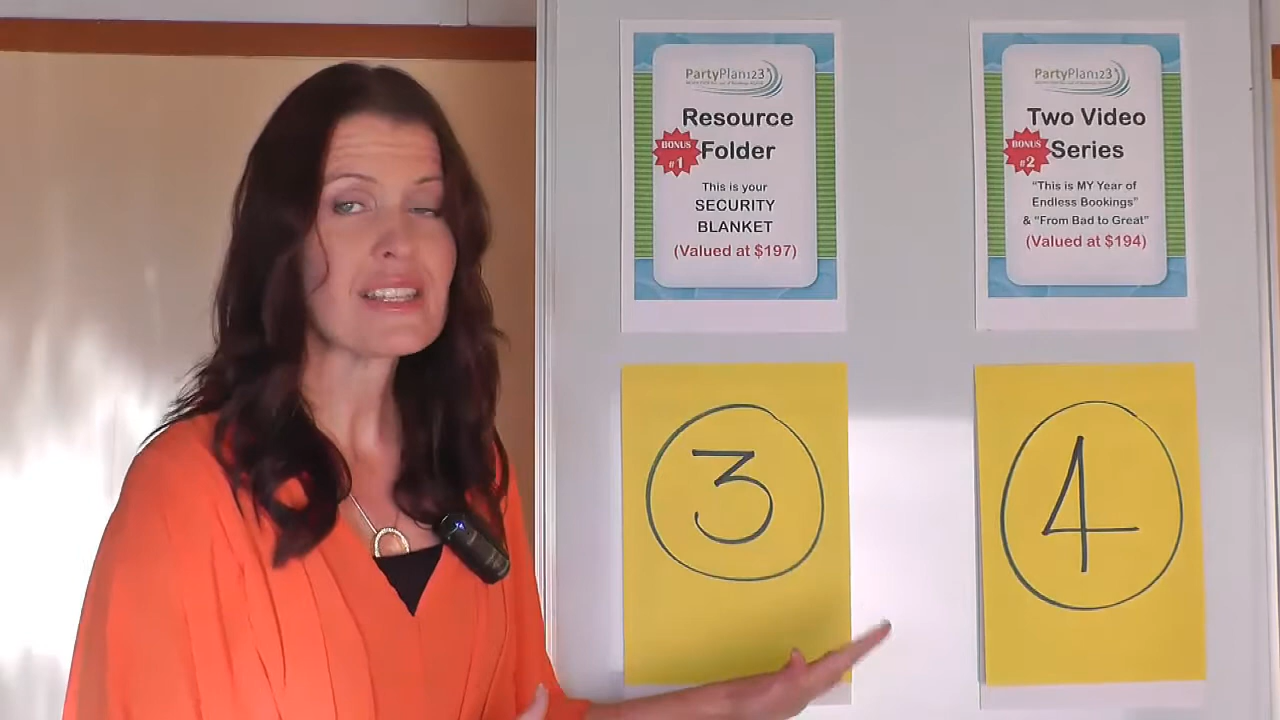 PartyPlan123
Resource
BONUS
#1
Folder
This is your
SECURITY
BLANKET
(Valued at $197)
PartyPlan123
Two Video
BONUS
#2
Series
"This is MY Year of
Endless Bookings"
& "From Bad to Great"
(Valued at $194)
3
4